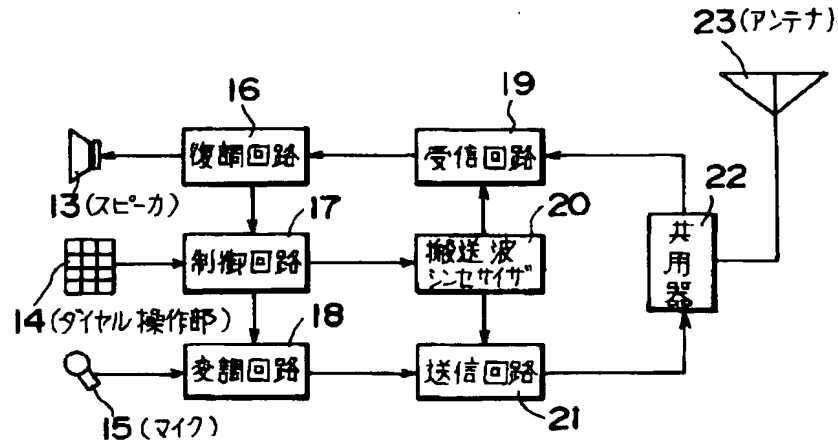 23(アンテナ)
16
19
復調回路
受信回路
22
13(スピーカ)
17
20
共用器
制御回路
搬送波
シンセサイザ
14(ダイヤル操作部)
18
変調回路
送信回路
15(マイク)
21